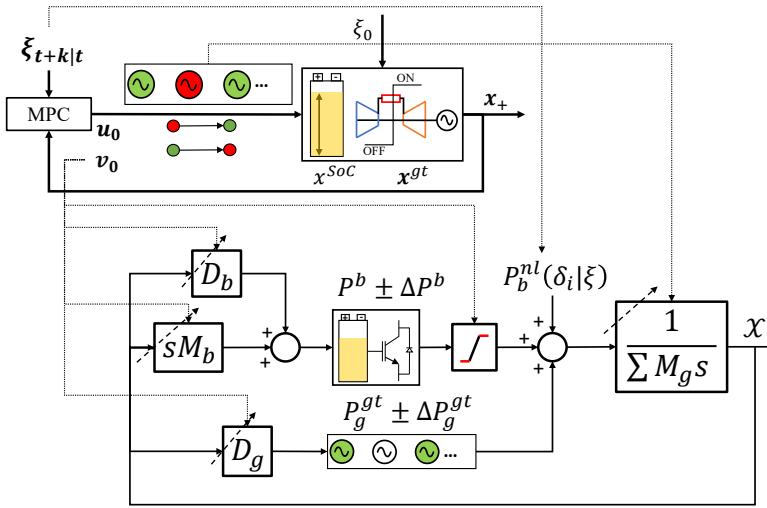 ξ_{t+k|t}
ξ_0
MPC
u_0
v_0
...
+ -
ON
OFF
x^{SoC}
x^{gt}
x_+
D_b
sM_b
+
+
P^b ± ΔP^b
P_b^{nl}(δ_i|ξ)
+
+
+
1
∑ M_g s
χ
D_g
P_g^{gt} ± ΔP_g^{gt}
...